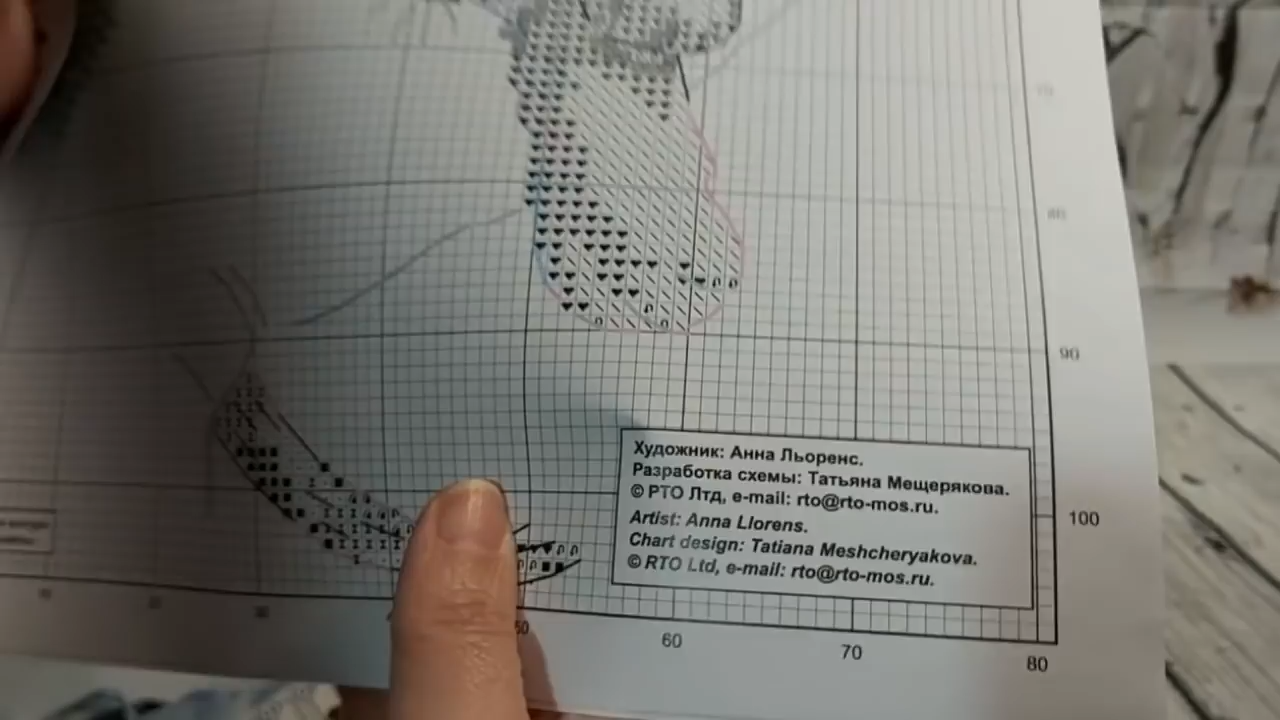 80
90
Художник: Анна Льоренс.
Разработка схемы: Татьяна Мещерякова.
© РТО Лтд, e-mail: rto@rto-mos.ru.
Artist: Anna Llorens.
Chart design: Tatiana Meshcheryakova.
© RTO Ltd, e-mail: rto@rto-mos.ru.
100
50
60
70
80